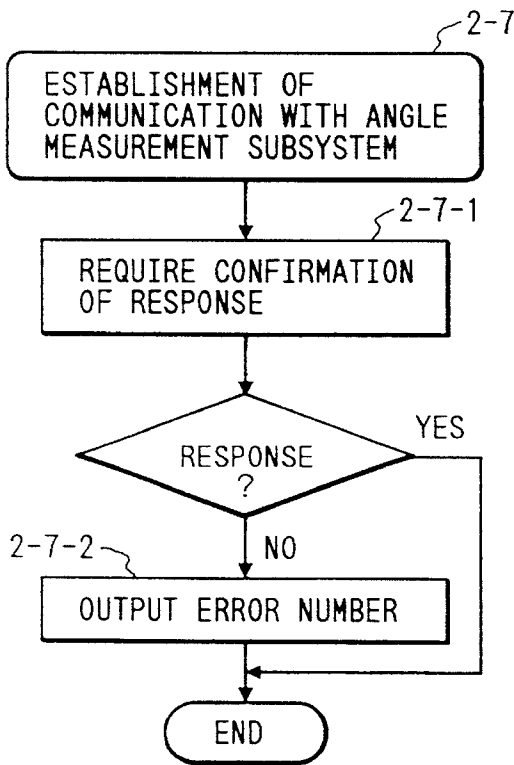 2-7
ESTABLISHMENT OF
COMMUNICATION WITH ANGLE
MEASUREMENT SUBSYSTEM
2-7-1
REQUIRE CONFIRMATION
OF RESPONSE
RESPONSE
?
YES
NO
2-7-2
OUTPUT ERROR NUMBER
END